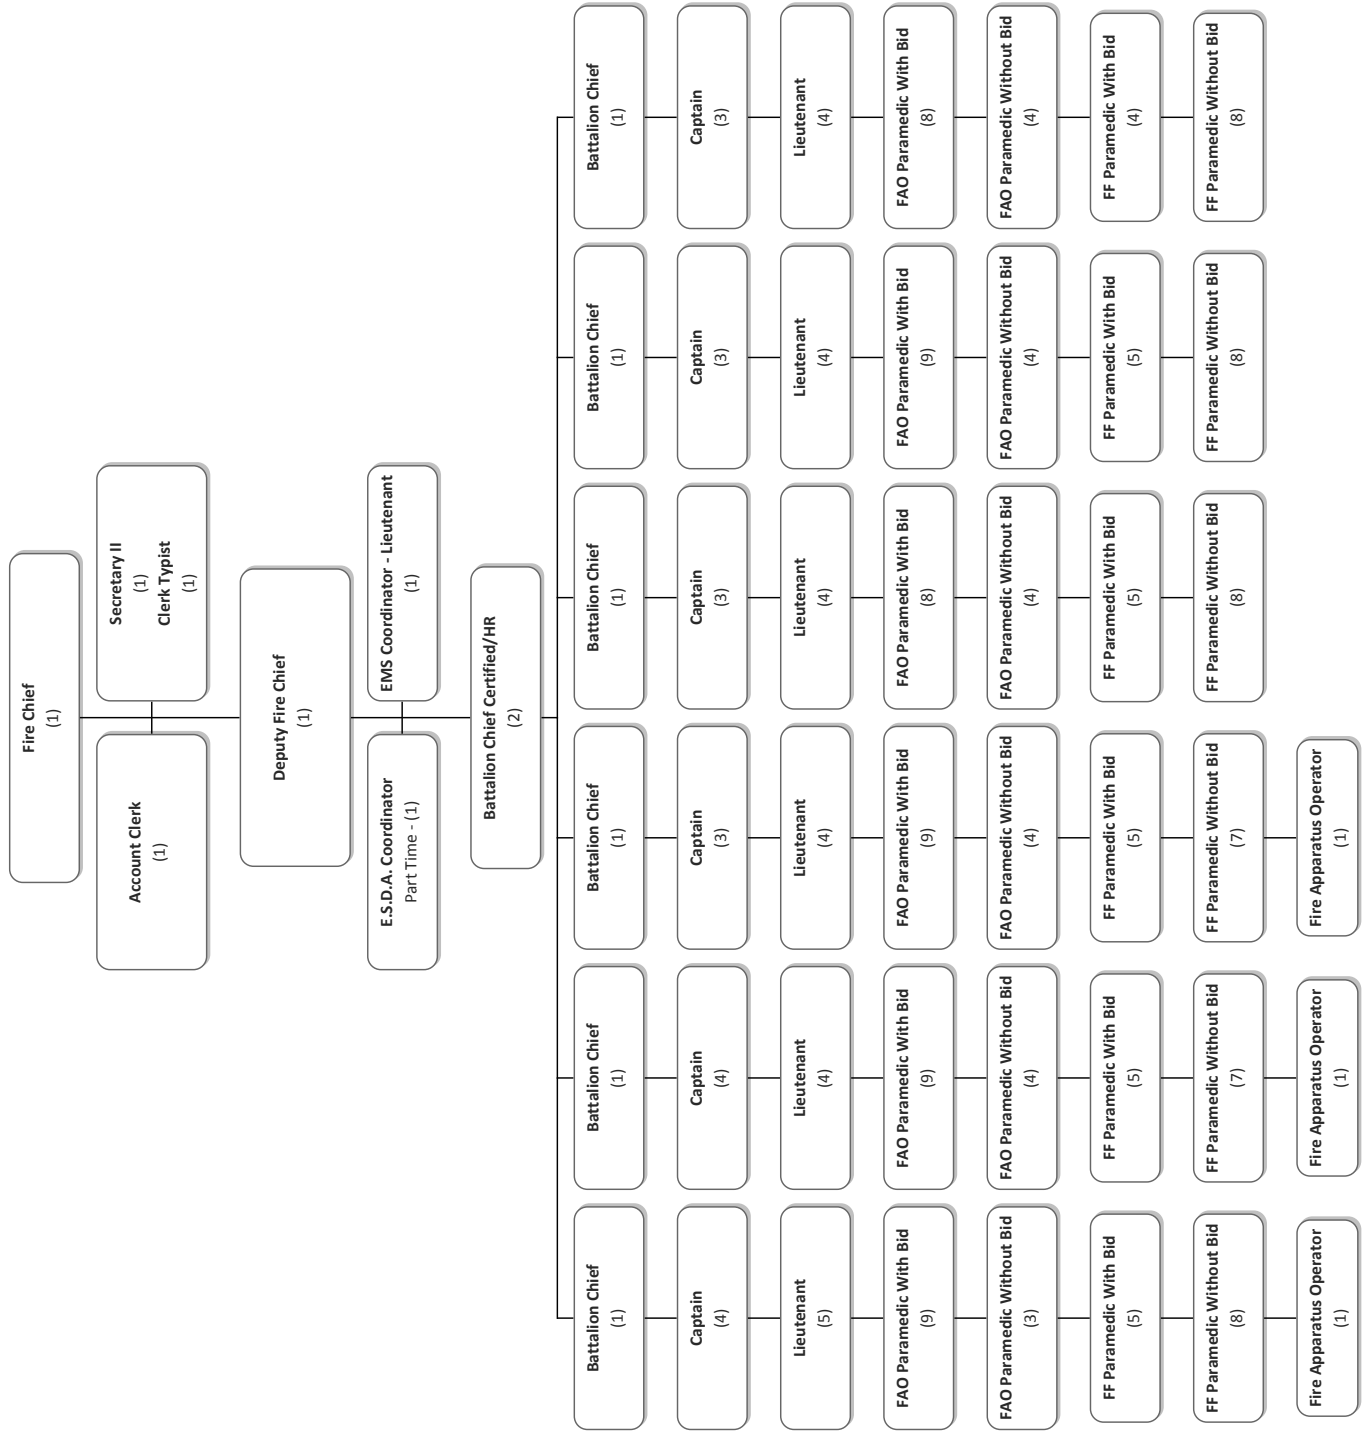 Fire Chief
(1)
Account Clerk
(1)
Secretary II
(1)
Clerk Typist
(1)
Deputy Fire Chief
(1)
E.S.D.A. Coordinator
Part Time - (1)
EMS Coordinator - Lieutenant
(1)
Battalion Chief Certified/HR
(2)
Battalion Chief
(1)
Battalion Chief
(1)
Battalion Chief
(1)
Battalion Chief
(1)
Battalion Chief
(1)
Battalion Chief
(1)
Captain
(4)
Captain
(4)
Captain
(3)
Captain
(3)
Captain
(3)
Captain
(3)
Lieutenant
(5)
Lieutenant
(4)
Lieutenant
(4)
Lieutenant
(4)
Lieutenant
(4)
Lieutenant
(4)
FAO Paramedic With Bid
(9)
FAO Paramedic With Bid
(9)
FAO Paramedic With Bid
(9)
FAO Paramedic With Bid
(8)
FAO Paramedic With Bid
(9)
FAO Paramedic With Bid
(8)
FAO Paramedic Without Bid
(3)
FAO Paramedic Without Bid
(4)
FAO Paramedic Without Bid
(4)
FAO Paramedic Without Bid
(4)
FAO Paramedic Without Bid
(4)
FAO Paramedic Without Bid
(4)
FF Paramedic With Bid
(5)
FF Paramedic With Bid
(5)
FF Paramedic With Bid
(5)
FF Paramedic With Bid
(5)
FF Paramedic With Bid
(5)
FF Paramedic With Bid
(4)
FF Paramedic Without Bid
(8)
FF Paramedic Without Bid
(7)
FF Paramedic Without Bid
(7)
FF Paramedic Without Bid
(8)
FF Paramedic Without Bid
(8)
FF Paramedic Without Bid
(8)
Fire Apparatus Operator
(1)
Fire Apparatus Operator
(1)
Fire Apparatus Operator
(1)